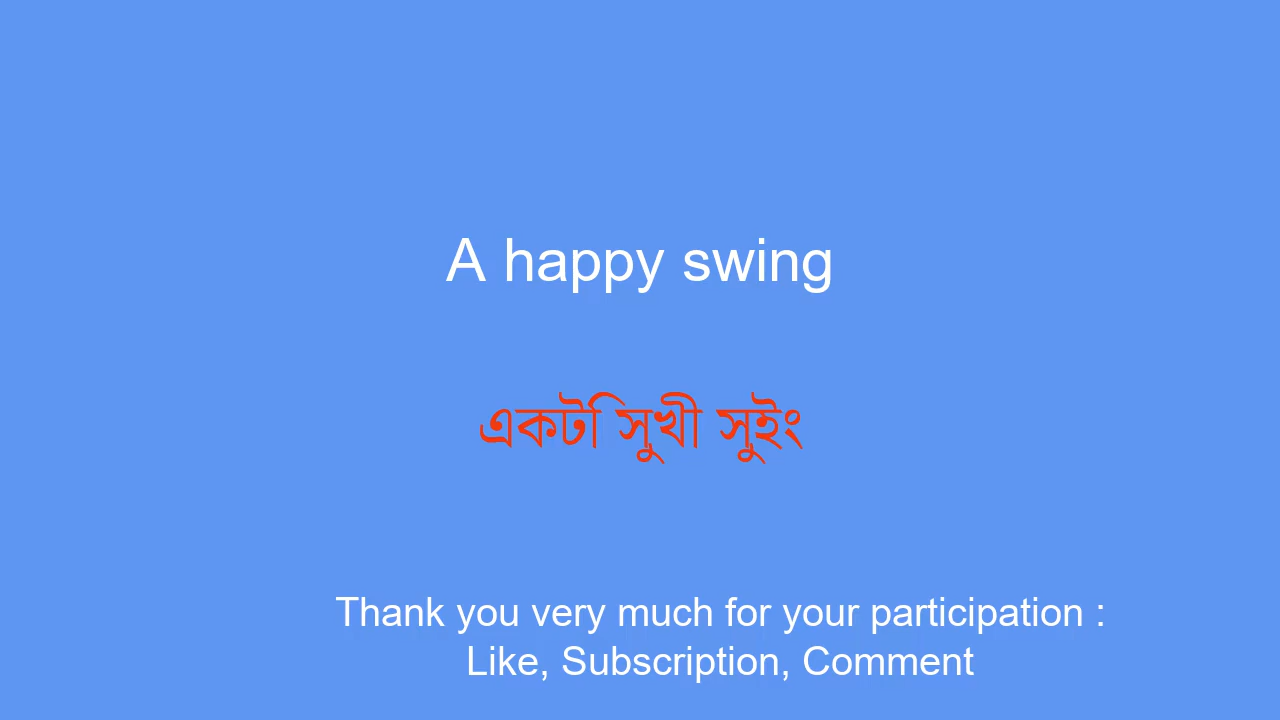 A happy swing
একটি সুখী সুইং
Thank you very much for your participation :
Like, Subscription, Comment